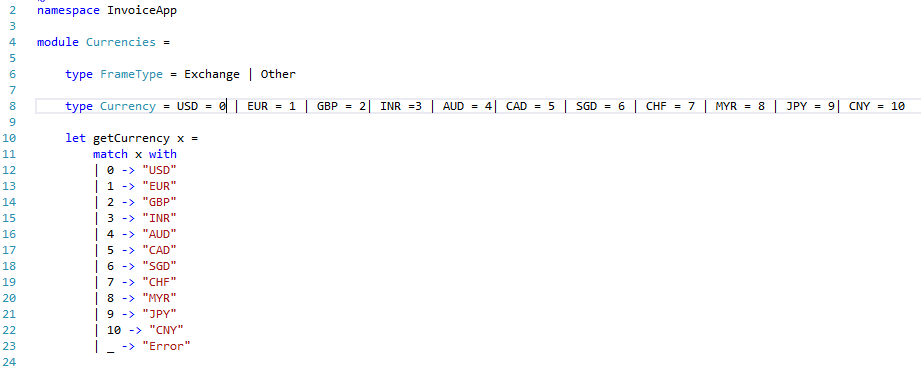 2 namespace InvoiceApp
3
4 module Currencies =
5
6     type FrameType = Exchange | Other
7
8     type Currency = USD = 0 | EUR = 1 | GBP = 2| INR =3 | AUD = 4| CAD = 5 | SGD = 6 | CHF = 7 | MYR = 8 | JPY = 9| CNY = 10
9
10     let getCurrency x =
11         match x with
12         | 0 -> "USD"
13         | 1 -> "EUR"
14         | 2 -> "GBP"
15         | 3 -> "INR"
16         | 4 -> "AUD"
17         | 5 -> "CAD"
18         | 6 -> "SGD"
19         | 7 -> "CHF"
20         | 8 -> "MYR"
21         | 9 -> "JPY"
22         | 10 -> "CNY"
23         | _ -> "Error"
24